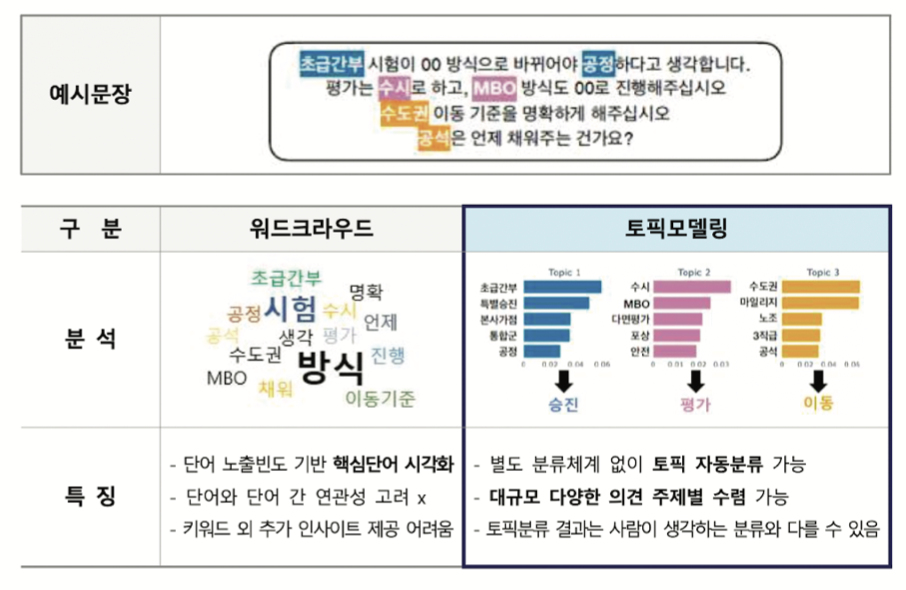 예시문장
초급간부 시험이 00 방식으로 바뀌어야 공정하다고 생각합니다.
평가는 수시로 하고, MBO 방식도 00로 진행해주십시오
수도권 이동 기준을 명확하게 해주십시오
공석은 언제 채워주는 건가요?
구 분
워드크라우드
토픽모델링
분 석
초급간부
명확
공정
시험
수시
언제
공석
생각
평가
수도권
방식
진행
MBO
채워
이동기준
Topic 1
초급간부
특별승진
본사가점
통합군
공정
0 0.02 0.04 0.06
승진
Topic 2
수시
MBO
다면평가
포상
안전
0 0.01 0.02 0.03
평가
Topic 3
수도권
마일리지
노조
3직급
공석
0 0.02 0.04 0.06
이동
특 징
- 단어 노출빈도 기반 핵심단어 시각화
- 단어와 단어 간 연관성 고려 x
- 키워드 외 추가 인사이트 제공 어려움
- 별도 분류체계 없이 토픽 자동분류 가능
- 대규모 다양한 의견 주제별 수렴 가능
- 토픽분류 결과는 사람이 생각하는 분류와 다를 수 있음